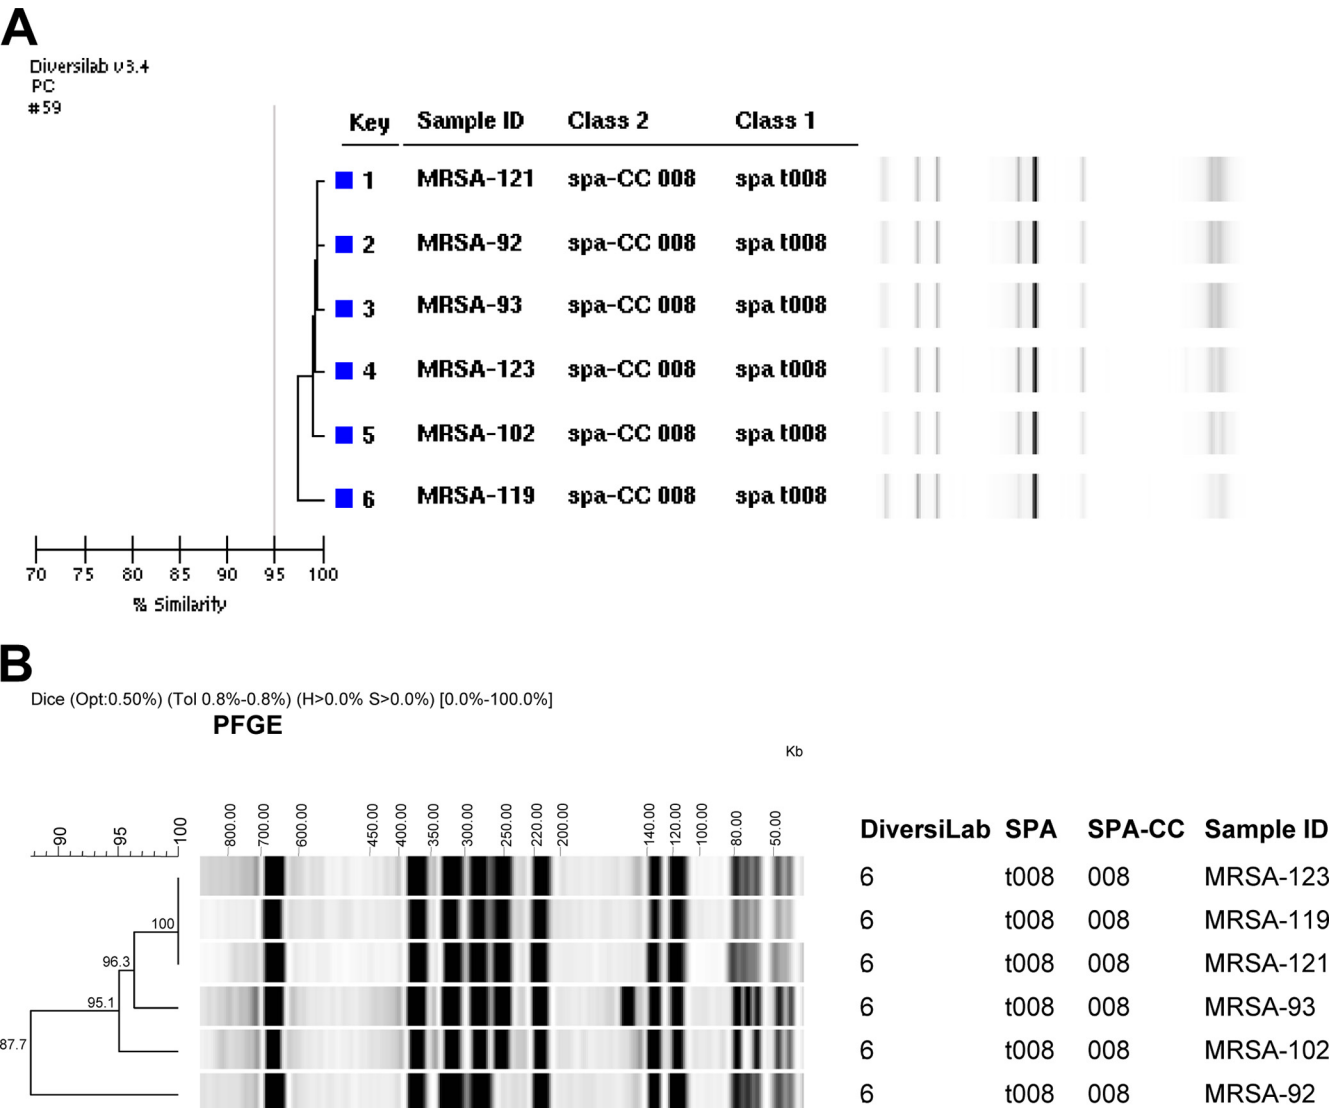 A
Diversilab v3.4
PC
#59
Key Sample ID Class 2 Class 1
1 MRSA-121 spa-CC 008 spa t008
2 MRSA-92 spa-CC 008 spa t008
3 MRSA-93 spa-CC 008 spa t008
4 MRSA-123 spa-CC 008 spa t008
5 MRSA-102 spa-CC 008 spa t008
6 MRSA-119 spa-CC 008 spa t008
70 75 80 85 90 95 100
% Similarity
B
Dice (Opt:0.50%) (Tol 0.8%-0.8%) (H>0.0% S>0.0%) [0.0%-100.0%]
PFGE
Kb
90 95 100 800.00 700.00 600.00 450.00 400.00 350.00 300.00 250.00 220.00 200.00 140.00 120.00 100.00 80.00 50.00
DiversiLab SPA SPA-CC Sample ID
6 t008 008 MRSA-123
100 6 t008 008 MRSA-119
96.3 6 t008 008 MRSA-121
95.1 6 t008 008 MRSA-93
87.7 6 t008 008 MRSA-102
6 t008 008 MRSA-92